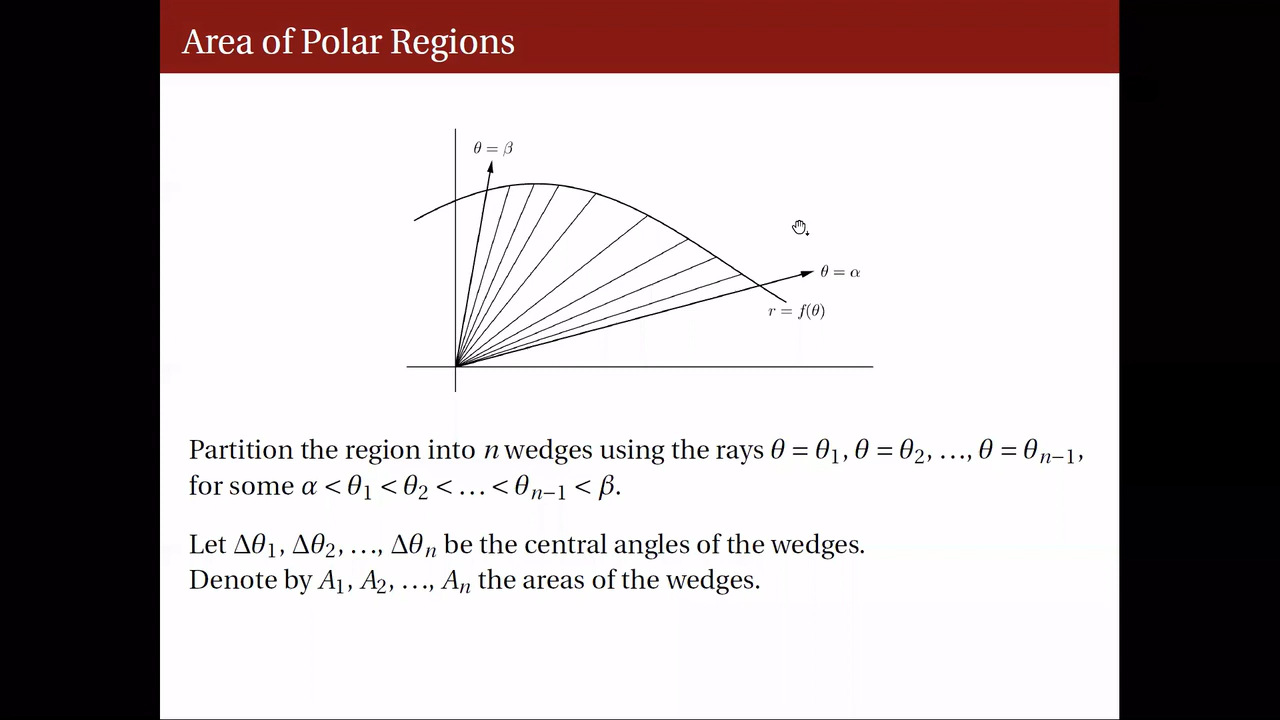 Area of Polar Regions
θ = β
θ = α
r = f(θ)
Partition the region into n wedges using the rays θ = θ₁, θ = θ₂, …, θ = θₙ₋₁,
for some α < θ₁ < θ₂ < … < θₙ₋₁ < β.
Let Δθ₁, Δθ₂, …, Δθₙ be the central angles of the wedges.
Denote by A₁, A₂, …, Aₙ the areas of the wedges.